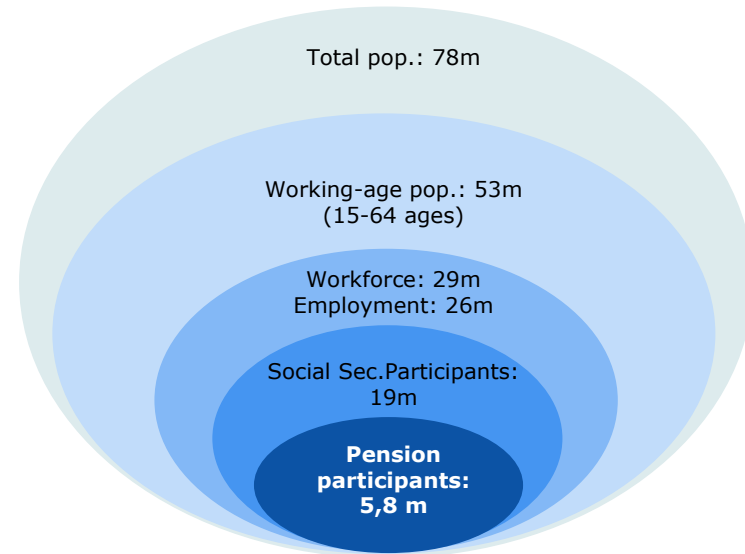 Total pop.: 78m
Working-age pop.: 53m
(15-64 ages)
Workforce: 29m
Employment: 26m
Social Sec.Participants:
19m
Pension
participants:
5,8 m